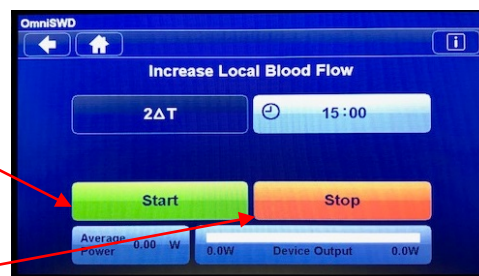 OmniSWD
i
Increase Local Blood Flow
2ΔT 15:00
Start Stop
Average Power 0.00 W 0.0W Device Output 0.0W